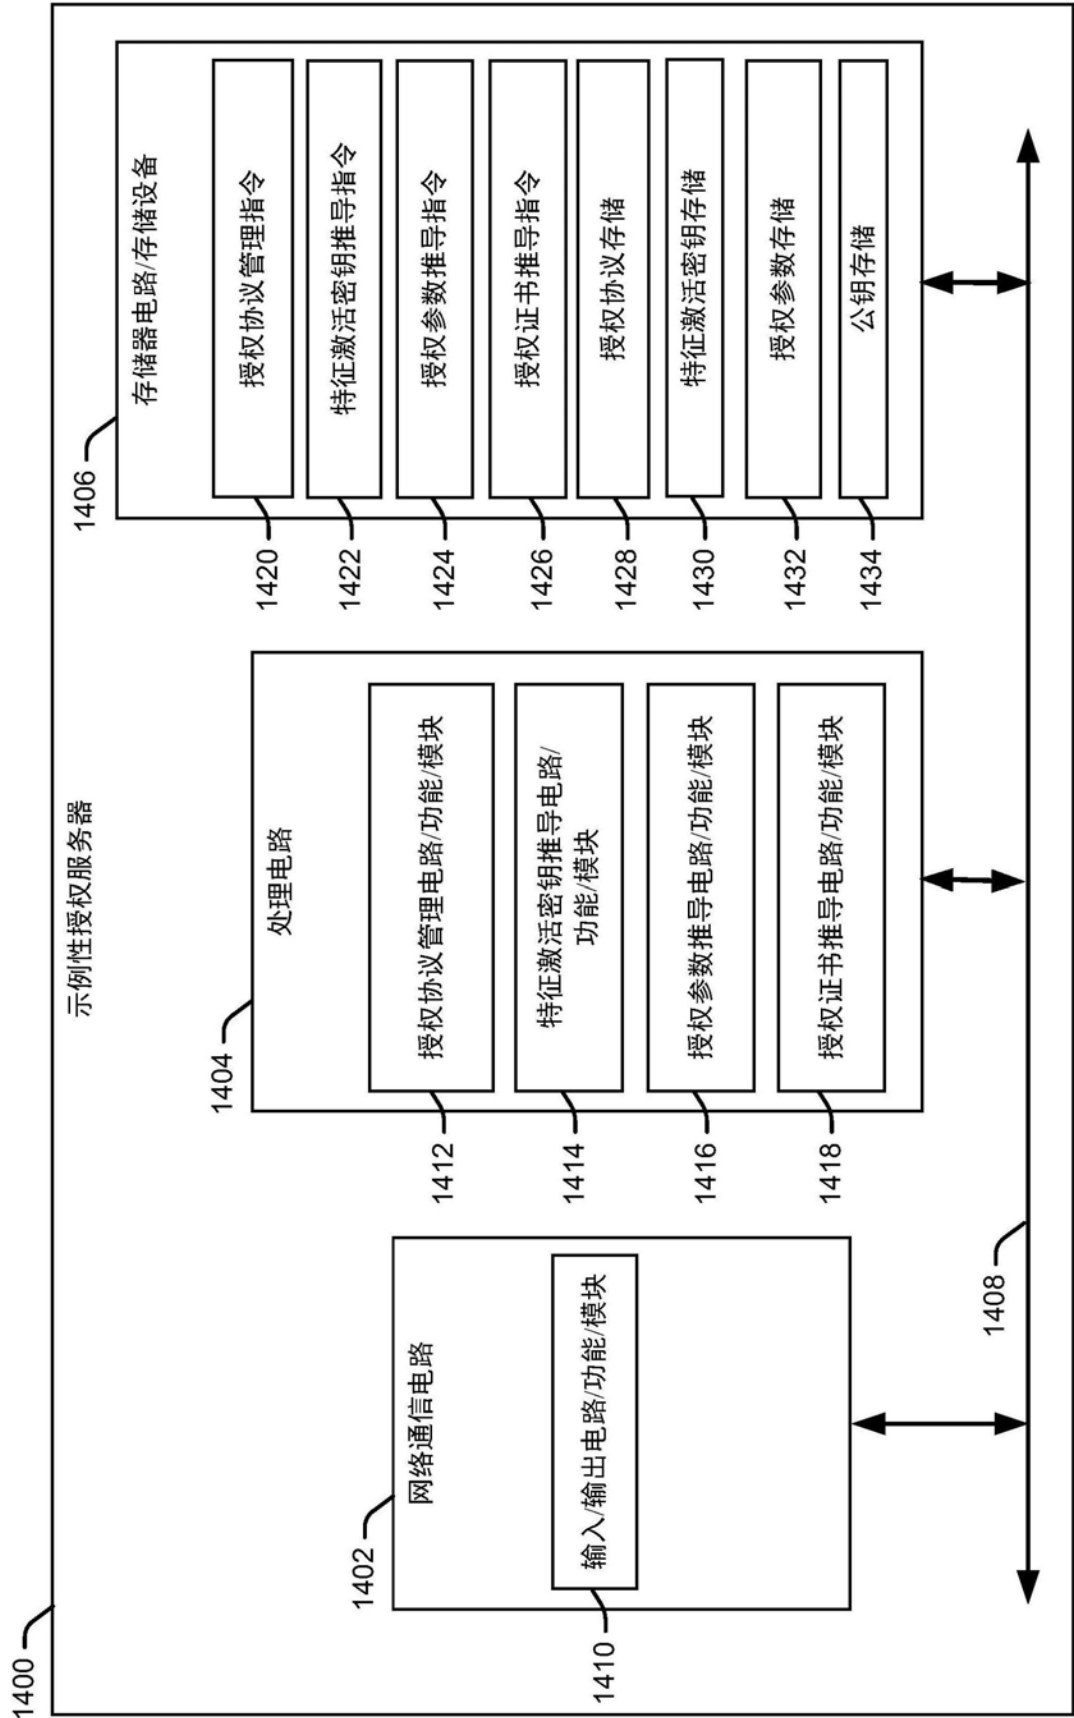 1400
示例性授权服务器
1402
网络通信电路
输入/输出电路/功能/模块
1410
1404
处理电路
授权协议管理电路/功能/模块
1412
特征激活密钥推导电路/
功能/模块
1414
授权参数推导电路/功能/模块
1416
授权证书推导电路/功能/模块
1418
1406
存储器电路/存储设备
授权协议管理指令
1420
特征激活密钥推导指令
1422
授权参数推导指令
1424
授权证书推导指令
1426
授权协议存储
1428
特征激活密钥存储
1430
授权参数存储
1432
公钥存储
1434
1408